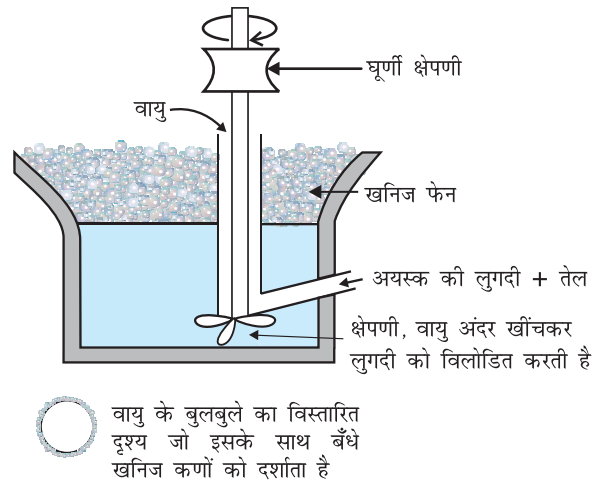 घूर्णी क्षेपणी
वायु
खनिज फेन
अयस्क की लुगदी + तेल
क्षेपणी, वायु अंदर खींचकर
लुगदी को विलोडित करती है
वायु के बुलबुले का विस्तारित
दृश्य जो इसके साथ बँधे
खनिज कणों को दर्शाता है